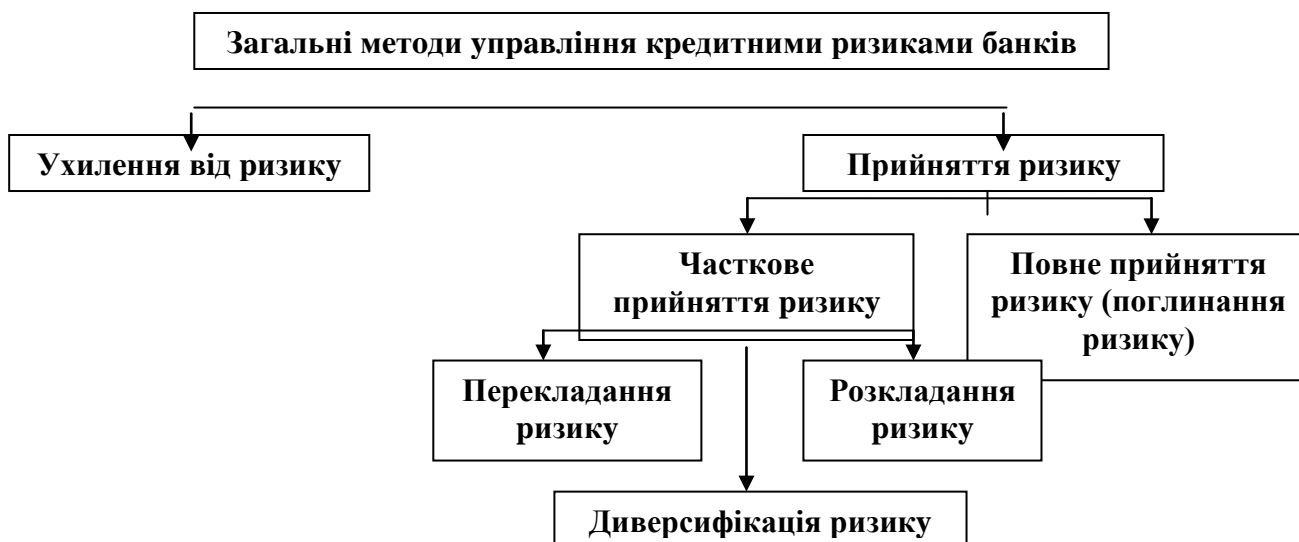 Загальні методи управління кредитними ризиками банків
Ухилення від ризику
Прийняття ризику
Часткове
прийняття ризику
Повне прийняття
ризику (поглинання
ризику)
Перекладання
ризику
Розкладання
ризику
Диверсифікація ризику